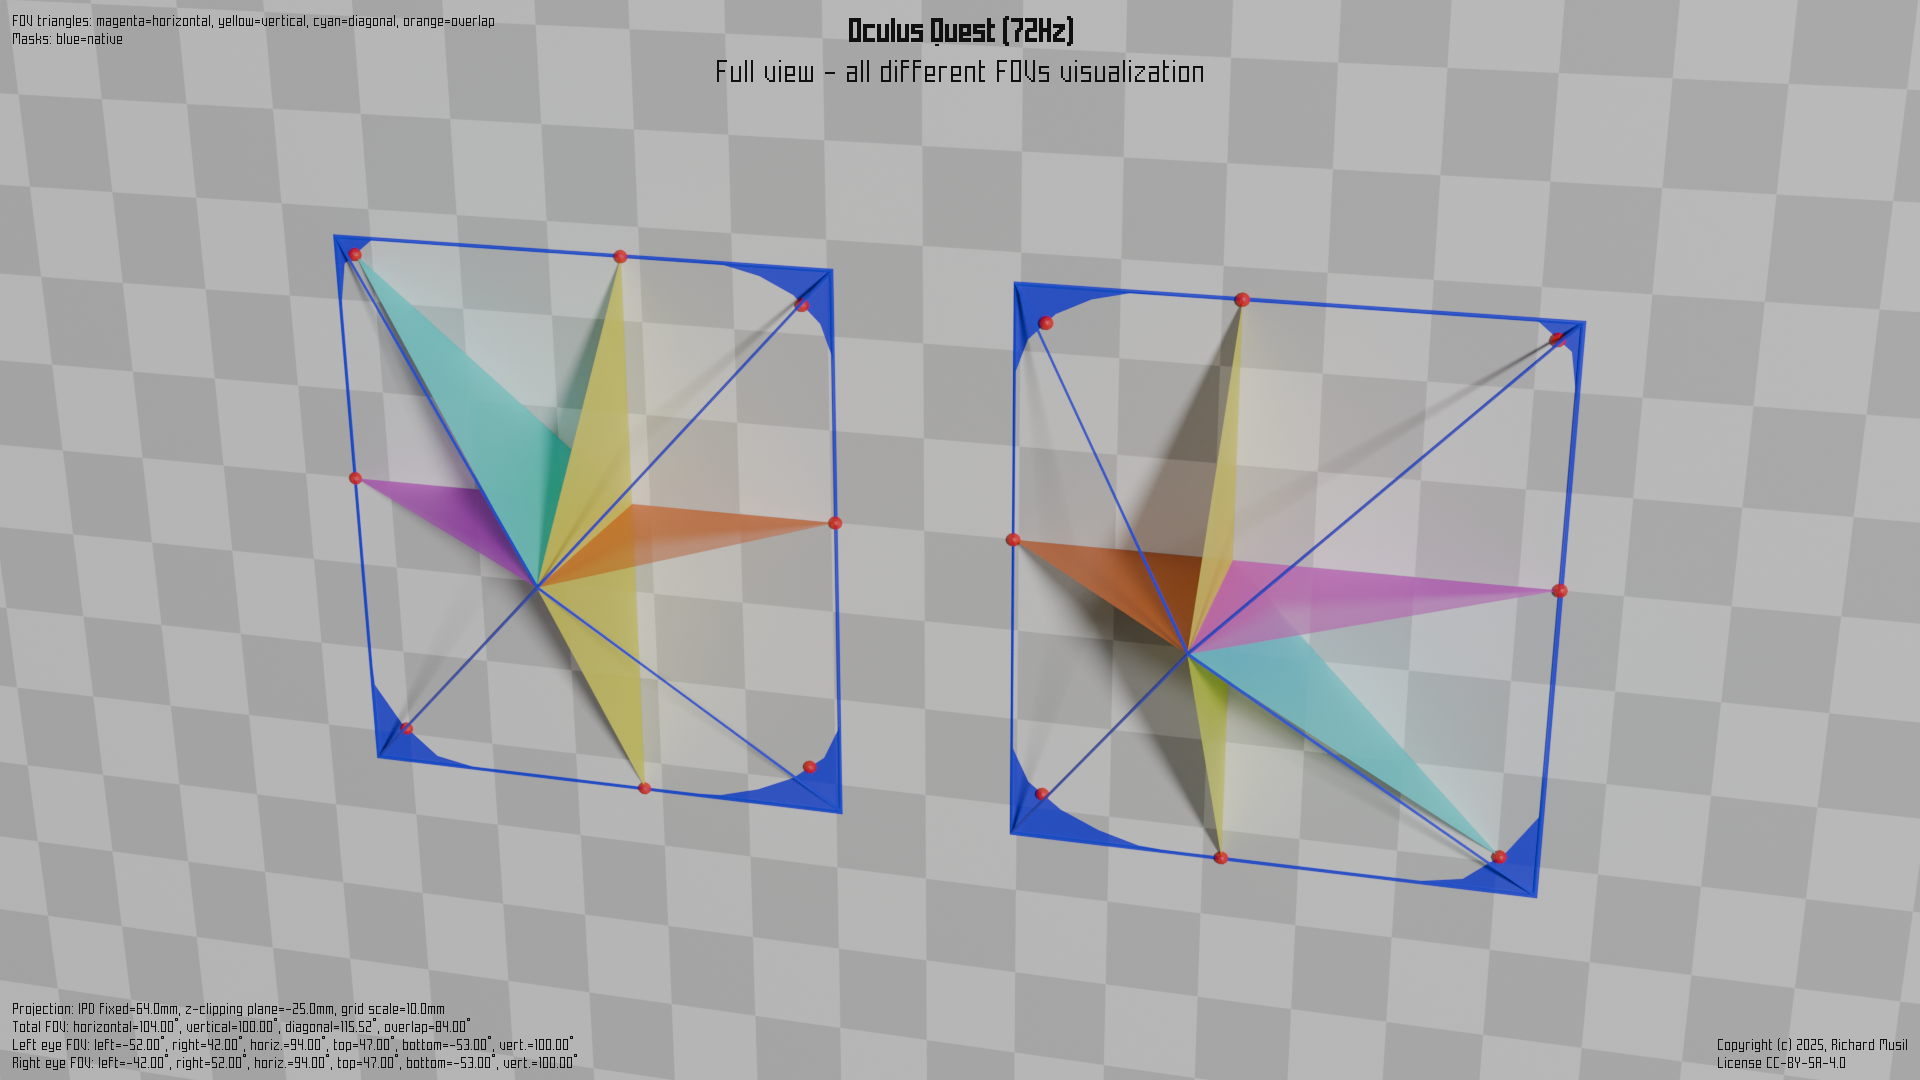 FOV triangles: magenta=horizontal, yellow=vertical, cyan=diagonal, orange=overlap
Masks: blue=native
Oculus Quest (72Hz)
Full view - all different FOVs visualization
Projection: IPD fixed=64.0mm, z-clipping plane=-25.0mm, grid scale=10.0mm
Total FOV: horizontal=104.00°, vertical=100.00°, diagonal=115.52°, overlap=84.00°
Left eye FOV: left=-52.00°, right=42.00°, horiz.=94.00°, top=47.00°, bottom=-53.00°, vert.=100.00°
Right eye FOV: left=-42.00°, right=52.00°, horiz.=94.00°, top=47.00°, bottom=-53.00°, vert.=100.00°
Copyright (c) 2025, Richard Musil
License CC-BY-SA-4.0